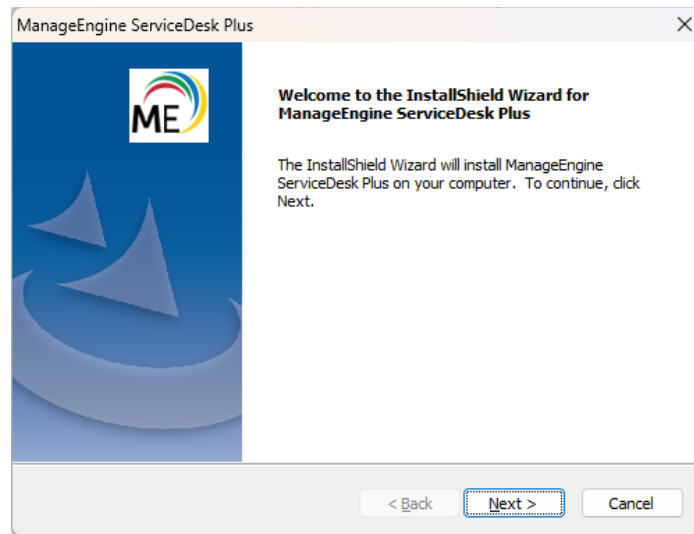 ManageEngine ServiceDesk Plus
ME
Welcome to the InstallShield Wizard for
ManageEngine ServiceDesk Plus
The InstallShield Wizard will install ManageEngine
ServiceDesk Plus on your computer. To continue, click
Next.
< Back
Next >
Cancel